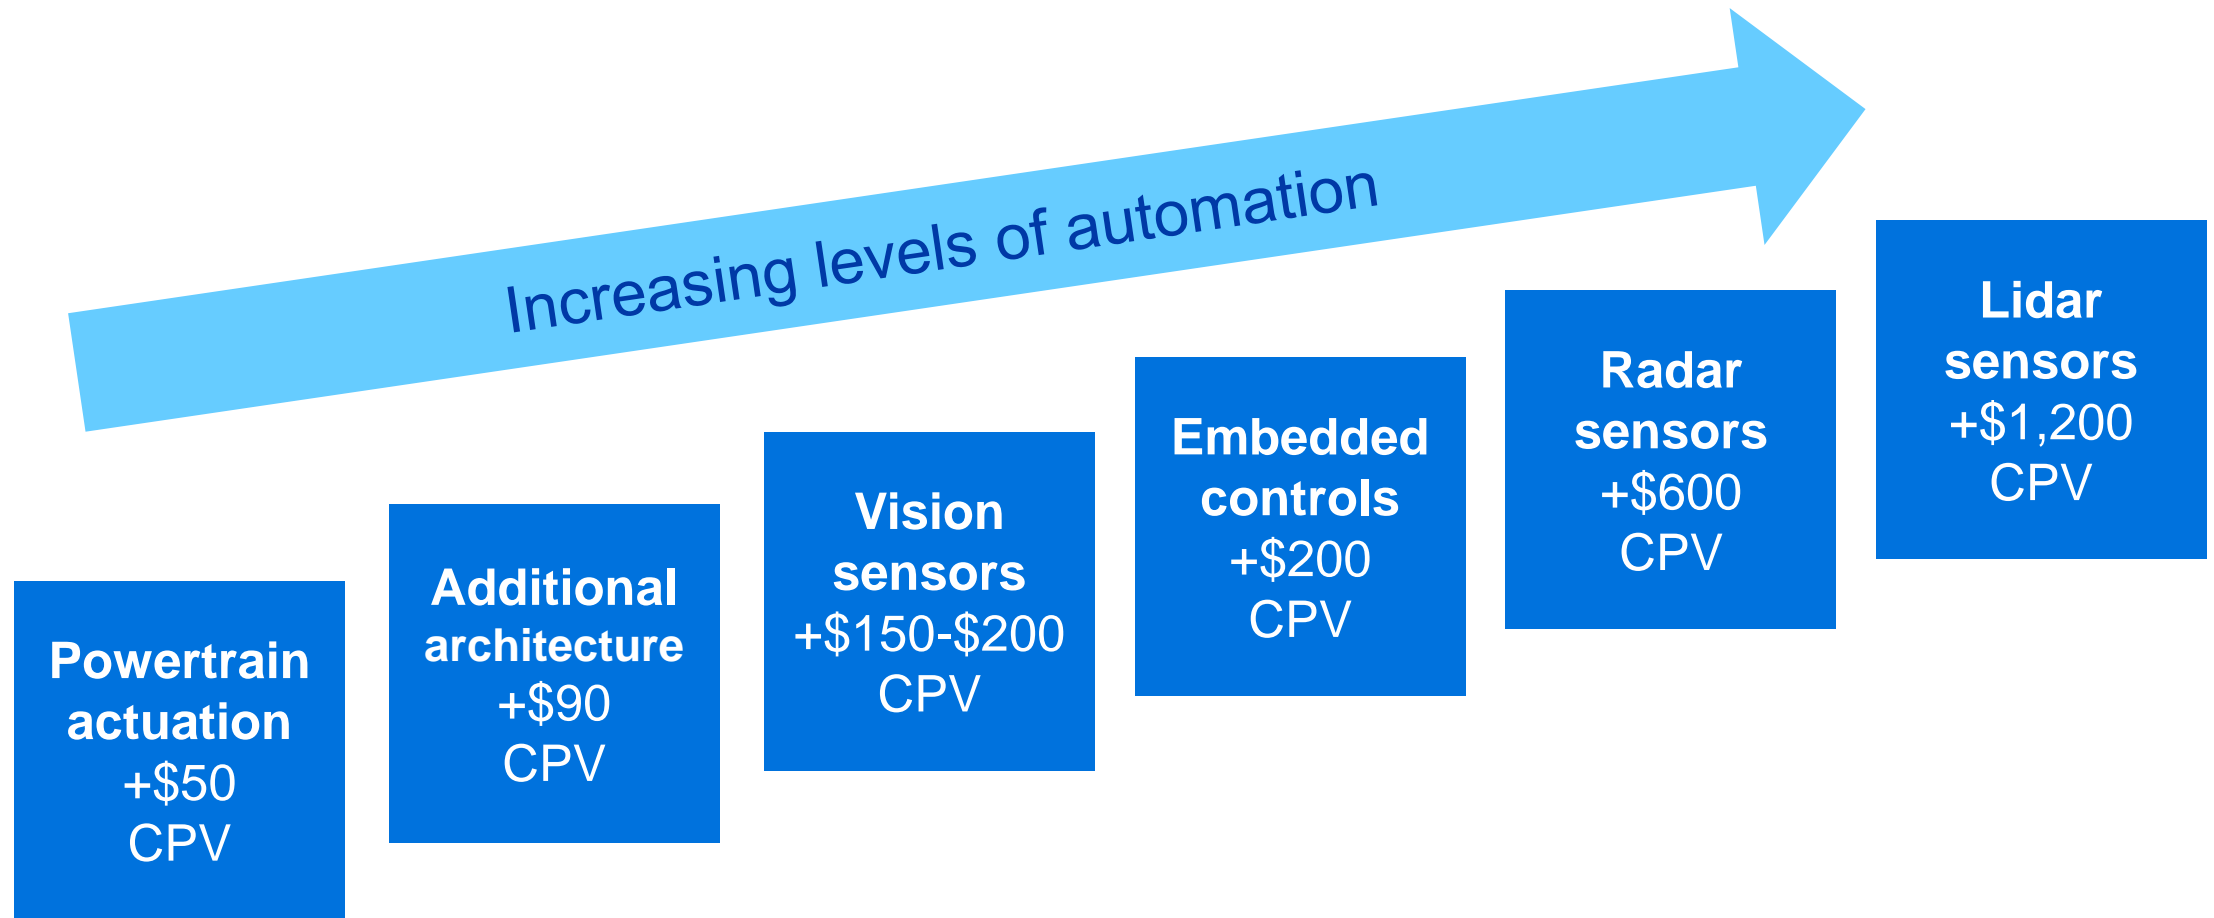 Increasing levels of automation
Powertrain
actuation
+$50
CPV
Additional
architecture
+$90
CPV
Vision
sensors
+$150-$200
CPV
Embedded
controls
+$200
CPV
Radar
sensors
+$600
CPV
Lidar
sensors
+$1,200
CPV